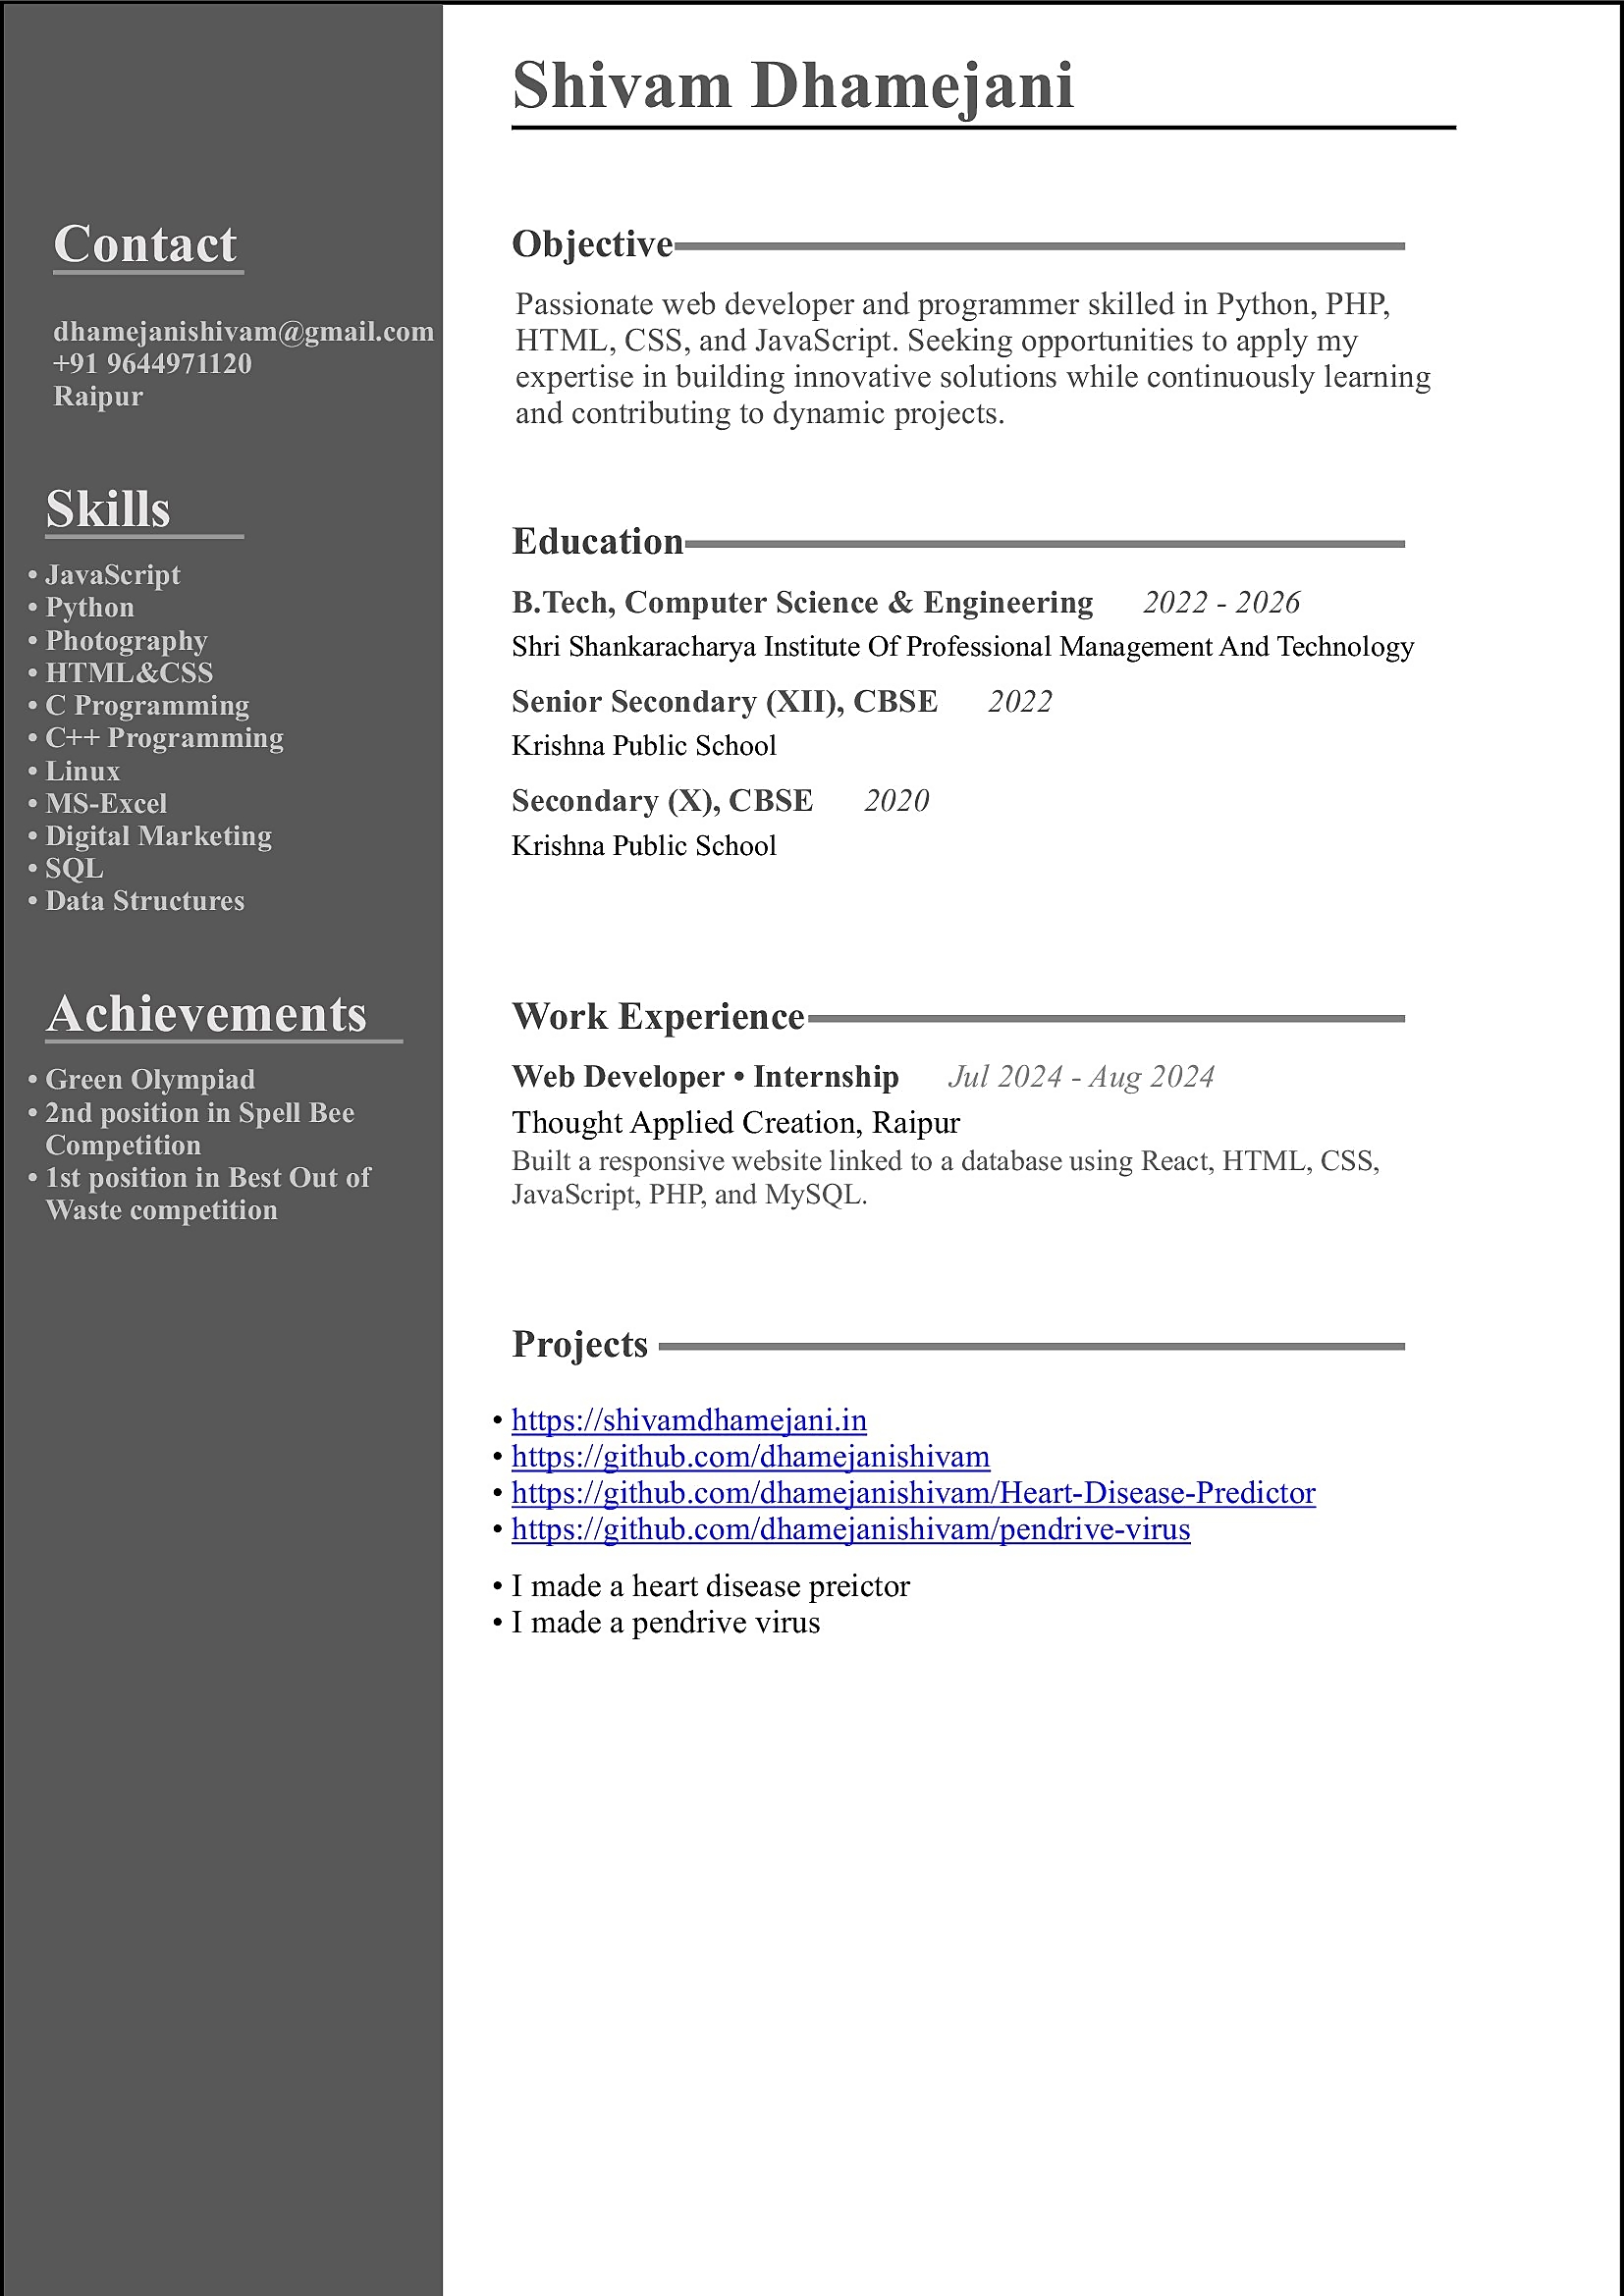 Shivam Dhamejani
Contact
dhamejanishivam@gmail.com
+91 9644971120
Raipur
Skills
• JavaScript
• Python
• Photography
• HTML&CSS
• C Programming
• C++ Programming
• Linux
• MS-Excel
• Digital Marketing
• SQL
• Data Structures
Achievements
• Green Olympiad
• 2nd position in Spell Bee
Competition
• 1st position in Best Out of
Waste competition
Objective
Passionate web developer and programmer skilled in Python, PHP,
HTML, CSS, and JavaScript. Seeking opportunities to apply my
expertise in building innovative solutions while continuously learning
and contributing to dynamic projects.
Education
B.Tech, Computer Science & Engineering 2022 - 2026
Shri Shankaracharya Institute Of Professional Management And Technology
Senior Secondary (XII), CBSE 2022
Krishna Public School
Secondary (X), CBSE 2020
Krishna Public School
Work Experience
Web Developer • Internship Jul 2024 - Aug 2024
Thought Applied Creation, Raipur
Built a responsive website linked to a database using React, HTML, CSS,
JavaScript, PHP, and MySQL.
Projects
• https://shivamdhamejani.in
• https://github.com/dhamejanishivam
• https://github.com/dhamejanishivam/Heart-Disease-Predictor
• https://github.com/dhamejanishivam/pendrive-virus
• I made a heart disease preictor
• I made a pendrive virus